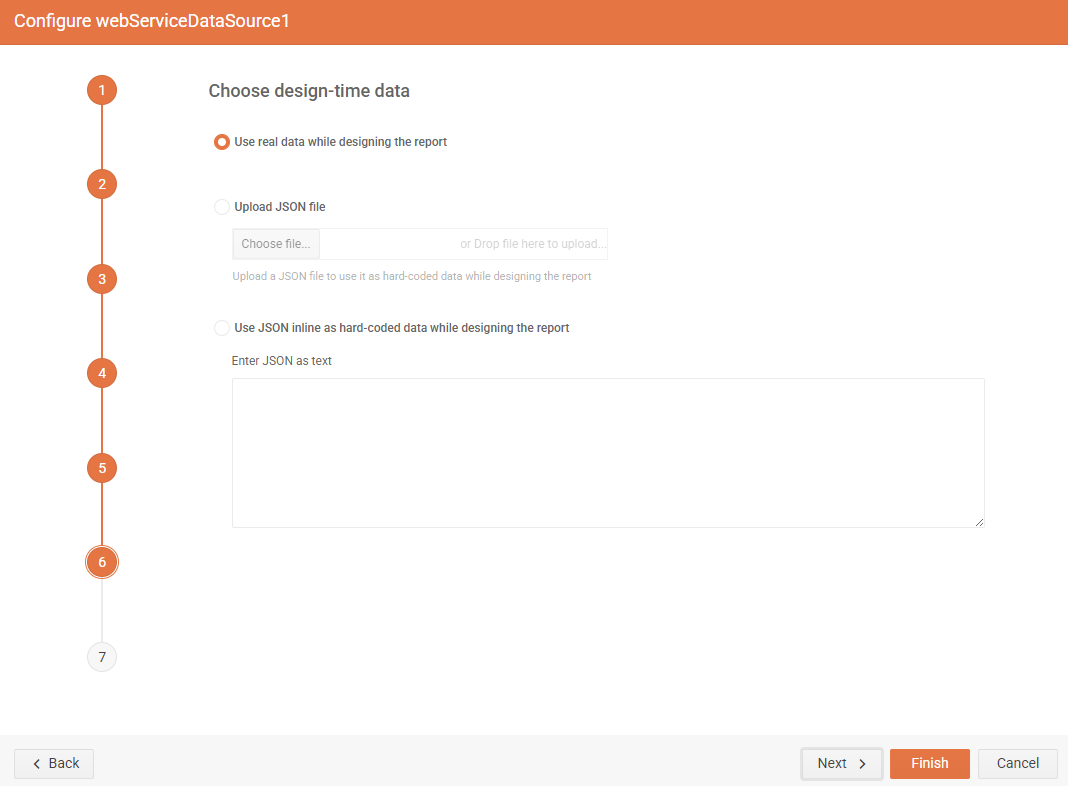 Configure webServiceDataSource1
1
Choose design-time data
Use real data while designing the report
2
Upload JSON file
Choose file...
or Drop file here to upload...
Upload a JSON file to use it as hard-coded data while designing the report
3
Use JSON inline as hard-coded data while designing the report
Enter JSON as text
4
5
6
7
Back
Next
Finish
Cancel